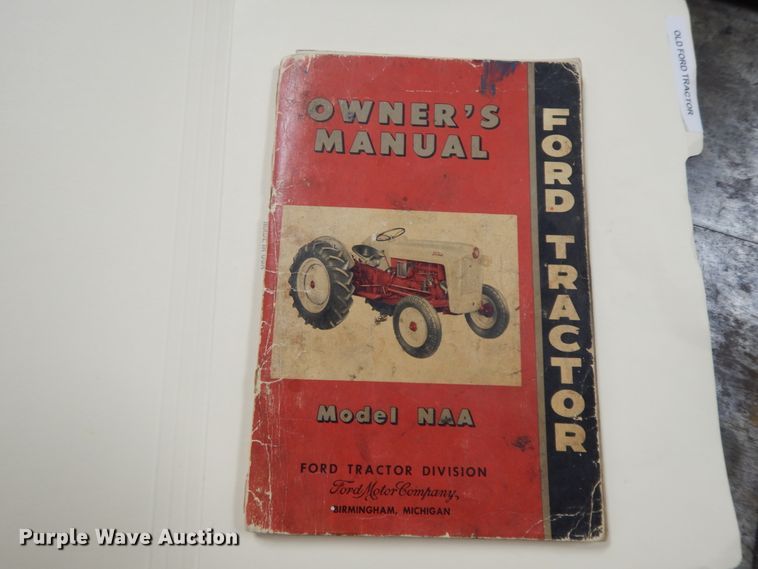 OLD FORD TRACTOR
OWNER'S
MANUAL
FORD TRACTOR
Model NAA
FORD TRACTOR DIVISION
Ford Motor Company,
BIRMINGHAM, MICHIGAN
Purple Wave Auction